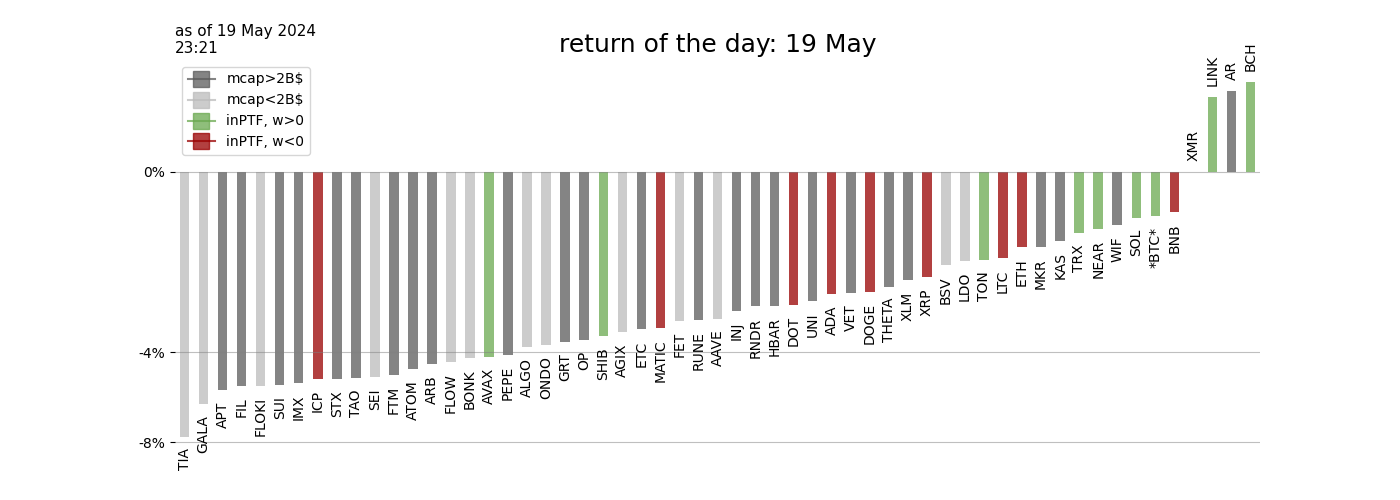 as of 19 May 2024
23:21
return of the day: 19 May
mcap>2B$
mcap<2B$
inPTF, w>0
inPTF, w<0
0%
-4%
-8%
TIA
GALA
APT
FIL
FLOKI
SUI
IMX
ICP
STX
TAO
SEI
FTM
ATOM
ARB
FLOW
BONK
AVAX
PEPE
ALGO
ONDO
GRT
OP
SHIB
AGIX
ETC
MATIC
FET
RUNE
AAVE
INJ
RNDR
HBAR
DOT
UNI
ADA
VET
DOGE
THETA
XLM
XRP
BSV
LDO
TON
LTC
ETH
MKR
KAS
TRX
NEAR
WIF
SOL
*BTC*
BNB
XMR
LINK
AR
BCH